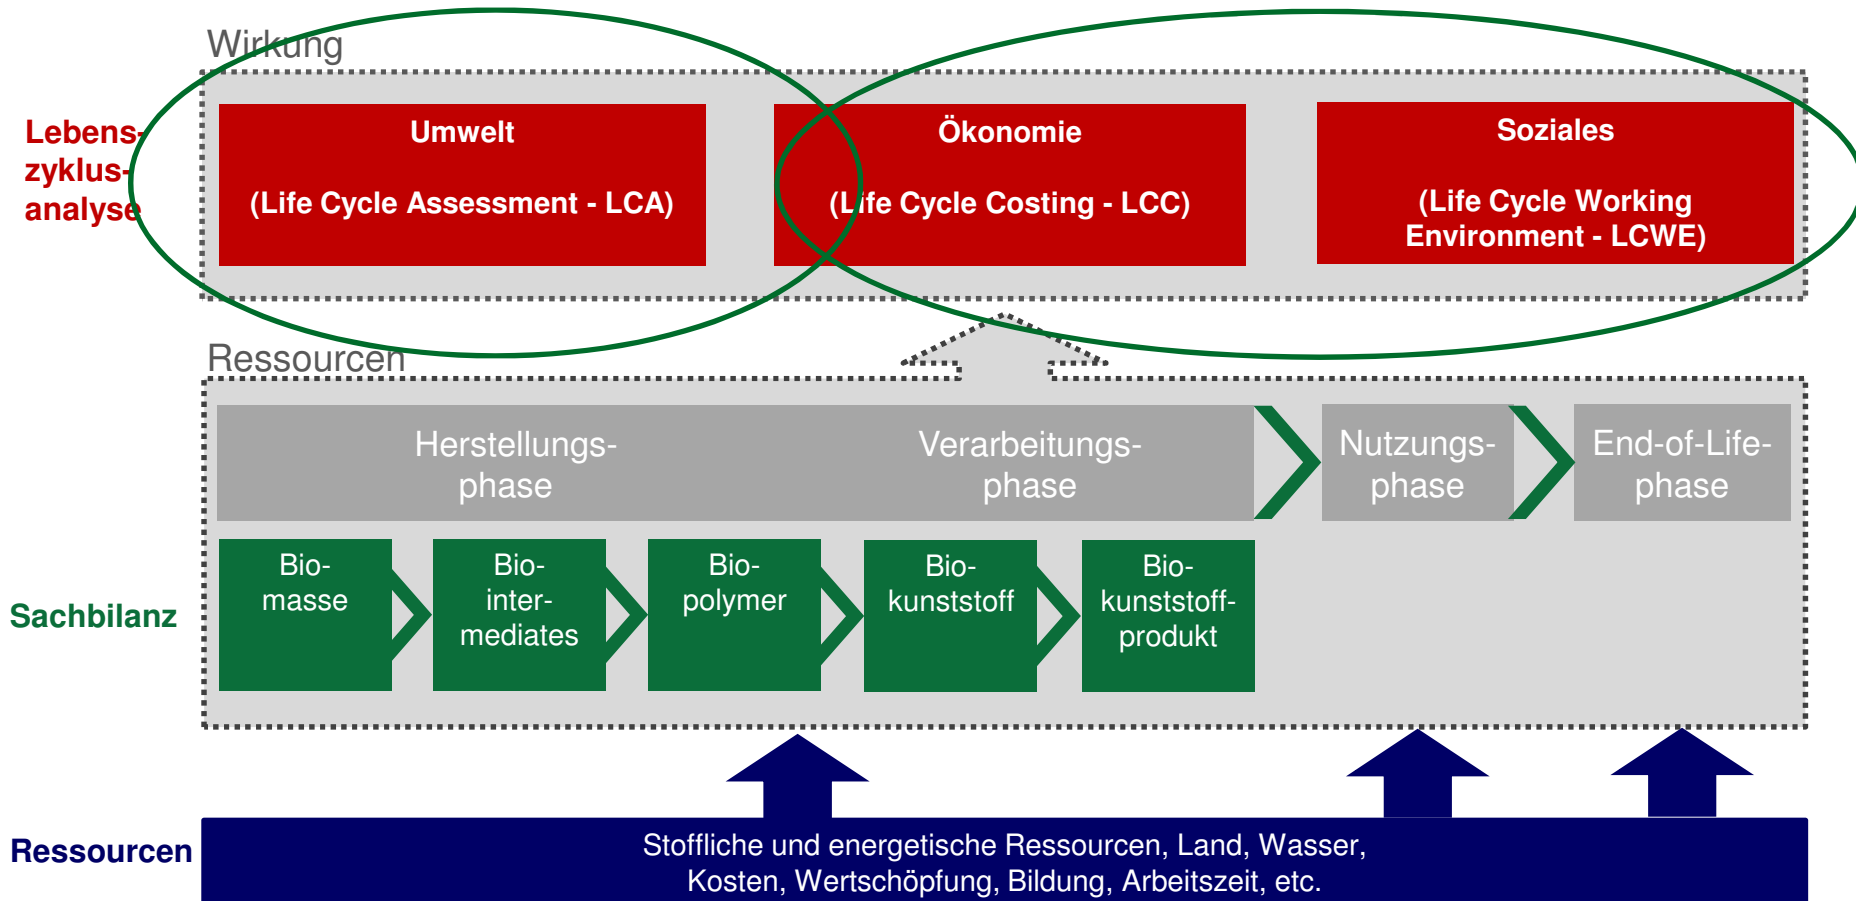 Wirkung
Lebens-
zyklus-
analyse
Umwelt
(Life Cycle Assessment - LCA)
Ökonomie
(Life Cycle Costing - LCC)
Soziales
(Life Cycle Working
Environment - LCWE)
Ressourcen
Herstellungs-
phase
Verarbeitungs-
phase
Nutzungs-
phase
End-of-Life-
phase
Sachbilanz
Bio-
masse
Bio-
inter-
mediates
Bio-
polymer
Bio-
kunststoff
Bio-
kunststoff-
produkt
Ressourcen
Stoffliche und energetische Ressourcen, Land, Wasser,
Kosten, Wertschöpfung, Bildung, Arbeitszeit, etc.